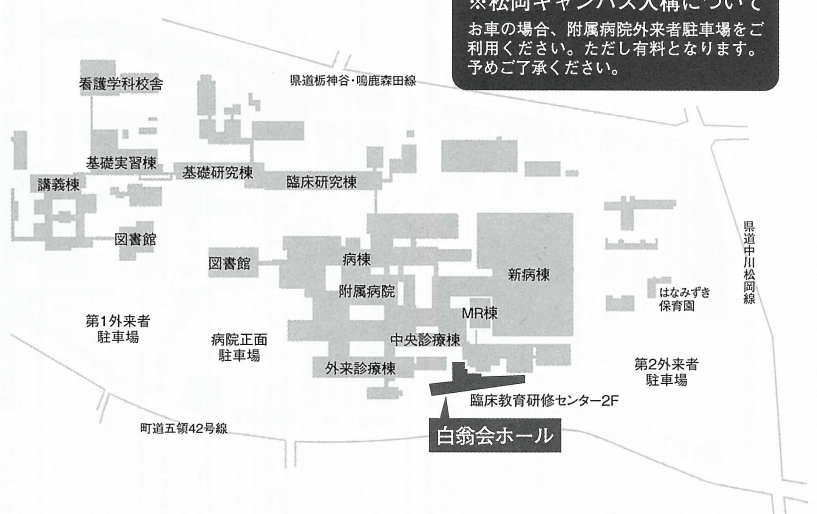 ※松岡キャンパス入構について
お車の場合、附属病院外来者駐車場をご
利用ください。ただし有料となります。
予めご了承ください。
県道栃神谷・鳴鹿森田線
看護学科校舎
基礎実習棟
基礎研究棟
臨床研究棟
講義棟
図書館
図書館
病棟
附属病院
新病棟
MR棟
中央診療棟
外来診療棟
県道中川松岡線
はなみずき
保育園
第1外来者
駐車場
病院正面
駐車場
第2外来者
駐車場
臨床教育研修センター2F
白翁会ホール
町道五領42号線